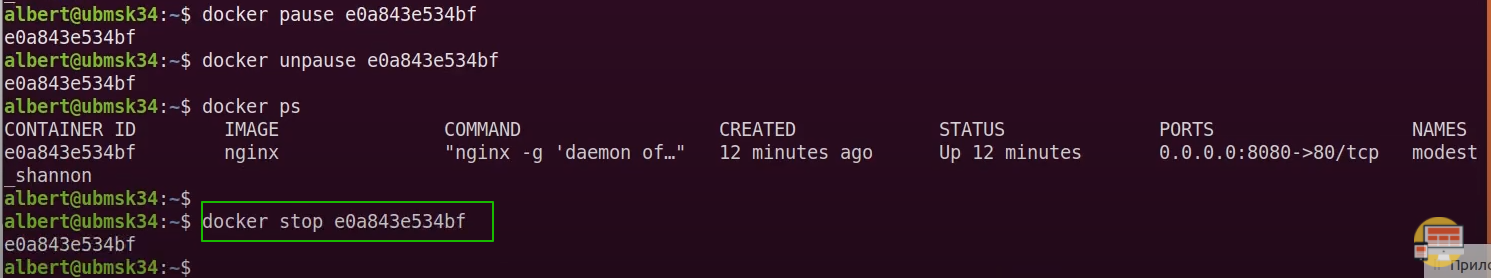 albert@ubmsk34:~$ docker pause e0a843e534bf
e0a843e534bf
albert@ubmsk34:~$ docker unpause e0a843e534bf
e0a843e534bf
albert@ubmsk34:~$ docker ps
CONTAINER ID        IMAGE               COMMAND                  CREATED             STATUS              PORTS                  NAMES
e0a843e534bf        nginx               "nginx -g 'daemon of…"   12 minutes ago      Up 12 minutes       0.0.0.0:8080->80/tcp   modest
_shannon
albert@ubmsk34:~$
albert@ubmsk34:~$ docker stop e0a843e534bf
e0a843e534bf
albert@ubmsk34:~$